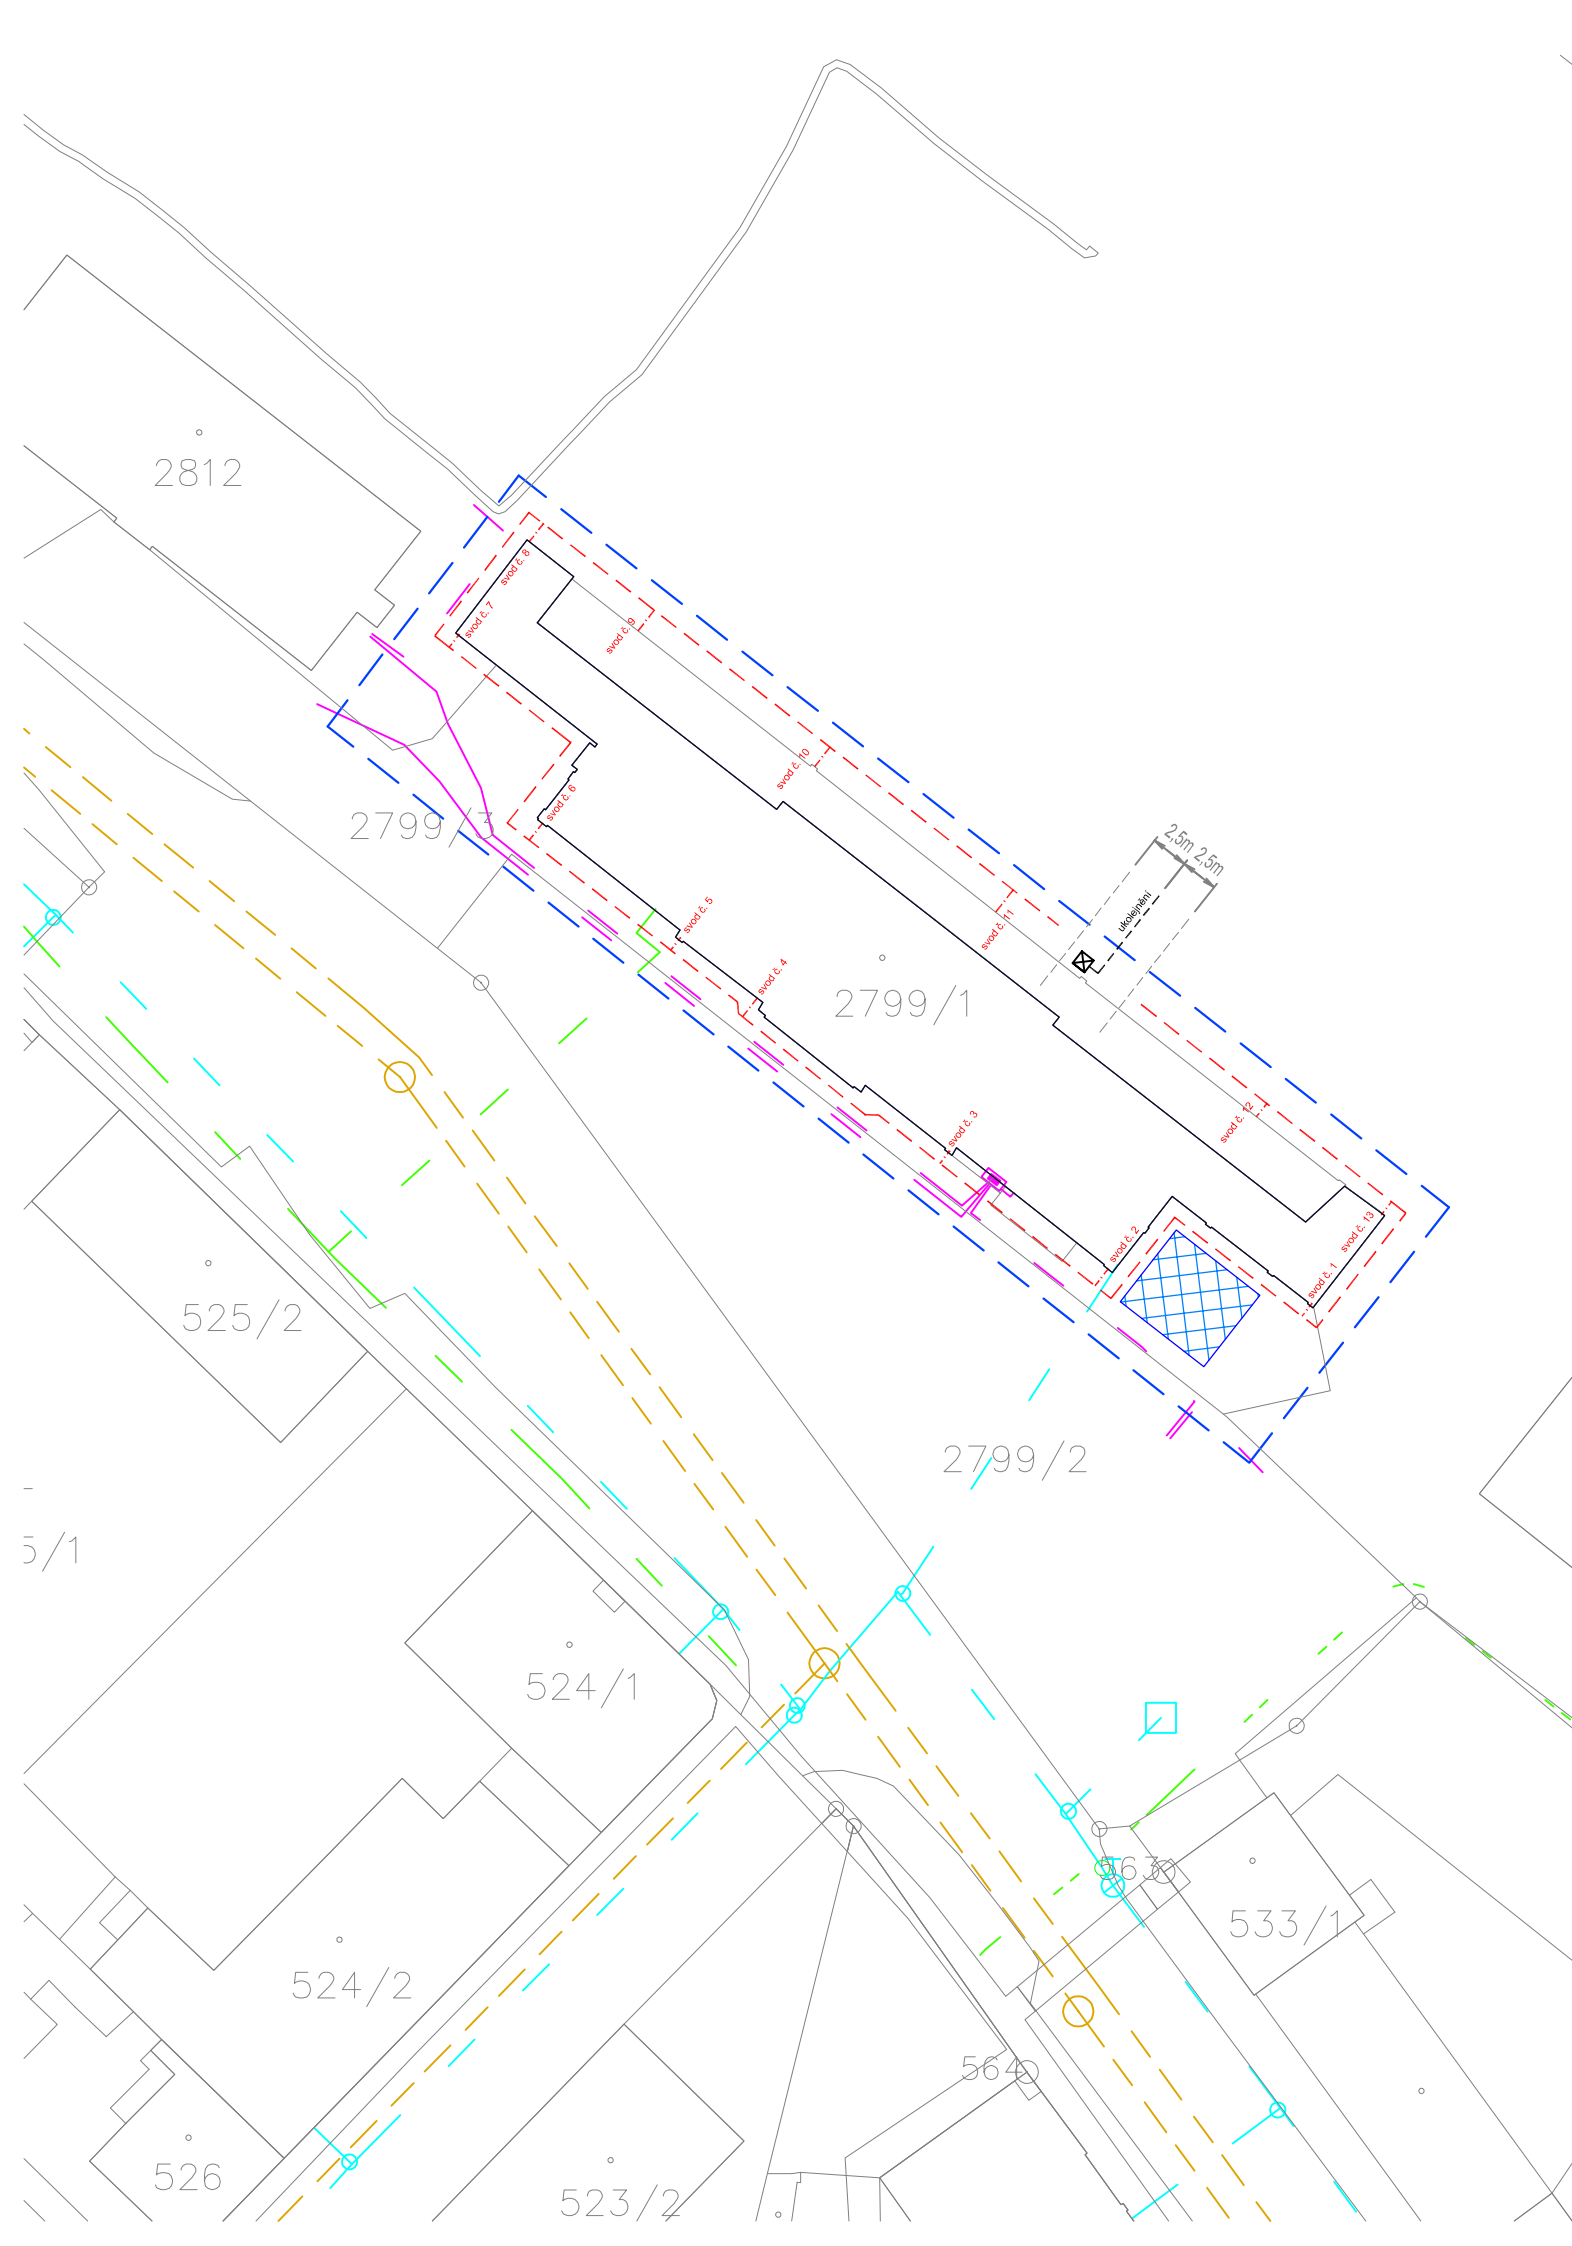 2812
svod č. 8
svod č. 7
svod č. 9
svod č. 10
svod č. 6
2799/3
2,5m 2,5m
ukolejnění
svod č. 5
svod č. 11
svod č. 4
2799/1
svod č. 3
svod č. 12
svod č. 2
svod č. 13
svod č. 1
525/2
2799/2
5/1
524/1
563
533/1
524/2
564
526
523/2